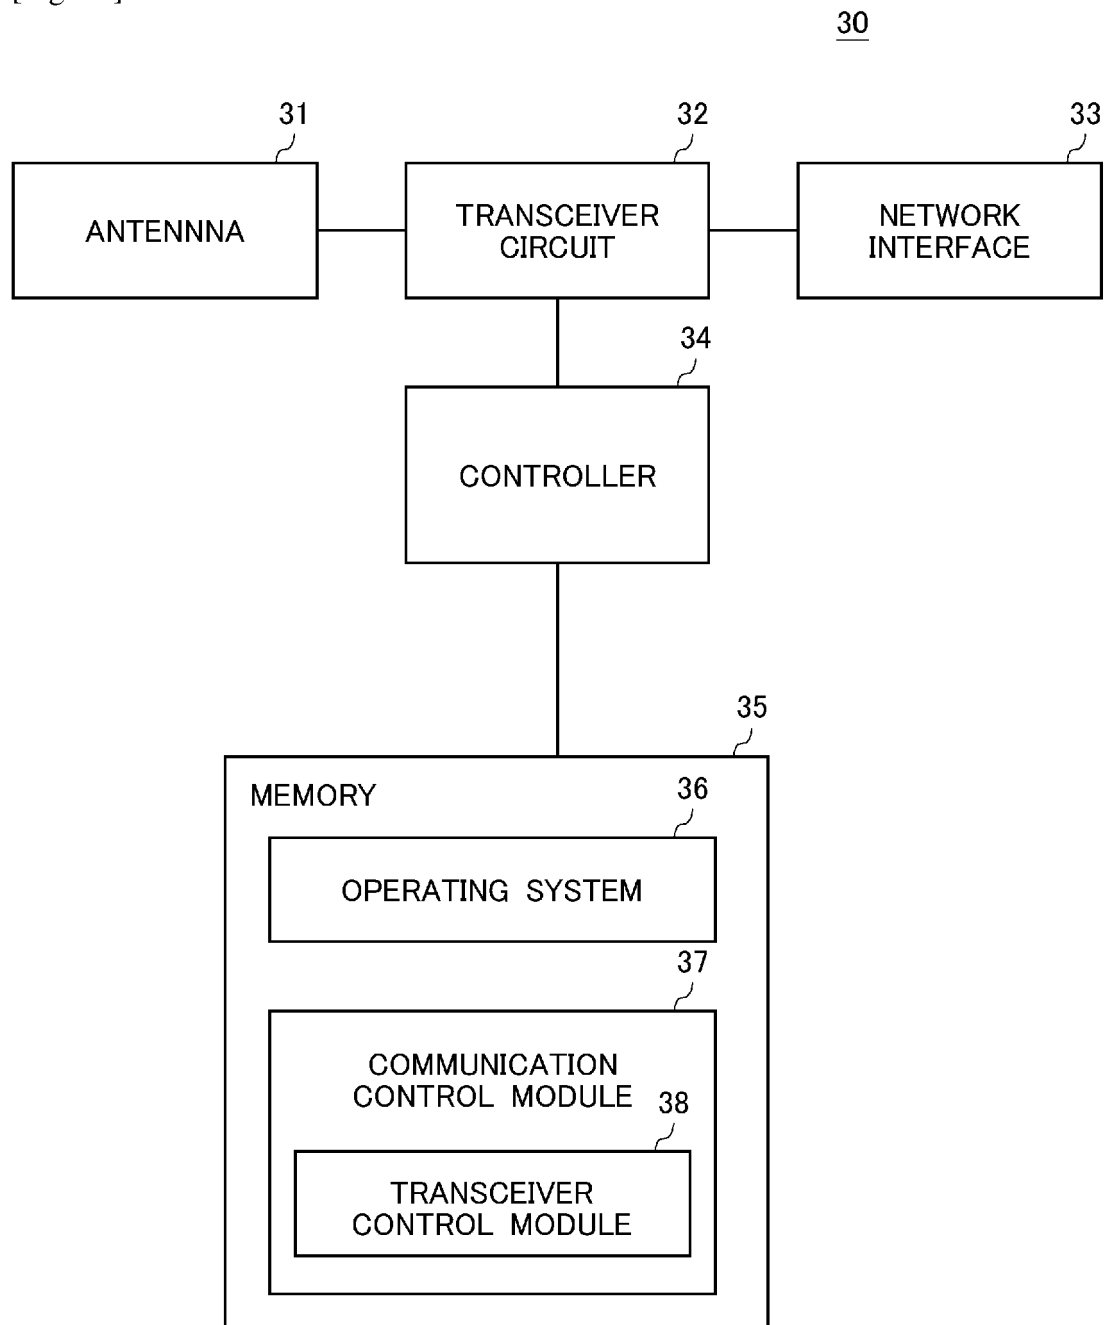 30
31
32
33
ANTENNNA
TRANSCEIVER
CIRCUIT
NETWORK
INTERFACE
34
CONTROLLER
35
MEMORY
36
OPERATING SYSTEM
37
COMMUNICATION
CONTROL MODULE
38
TRANSCEIVER
CONTROL MODULE